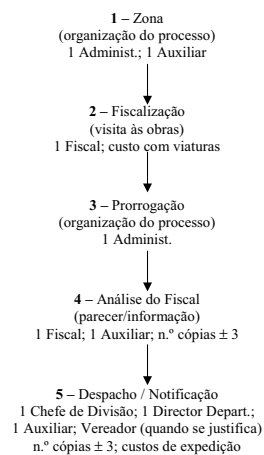 1 – Zona
(organização do processo)
1 Administ.; 1 Auxiliar
2 – Fiscalização
(visita às obras)
1 Fiscal; custo com viaturas
3 – Prorrogação
(organização do processo)
1 Administ.
4 – Análise do Fiscal
(parecer/informação)
1 Fiscal; 1 Auxiliar; n.º cópias ± 3
5 – Despacho / Notificação
1 Chefe de Divisão; 1 Director Depart.;
1 Auxiliar; Vereador (quando se justifica)
n.º cópias ± 3; custos de expedição